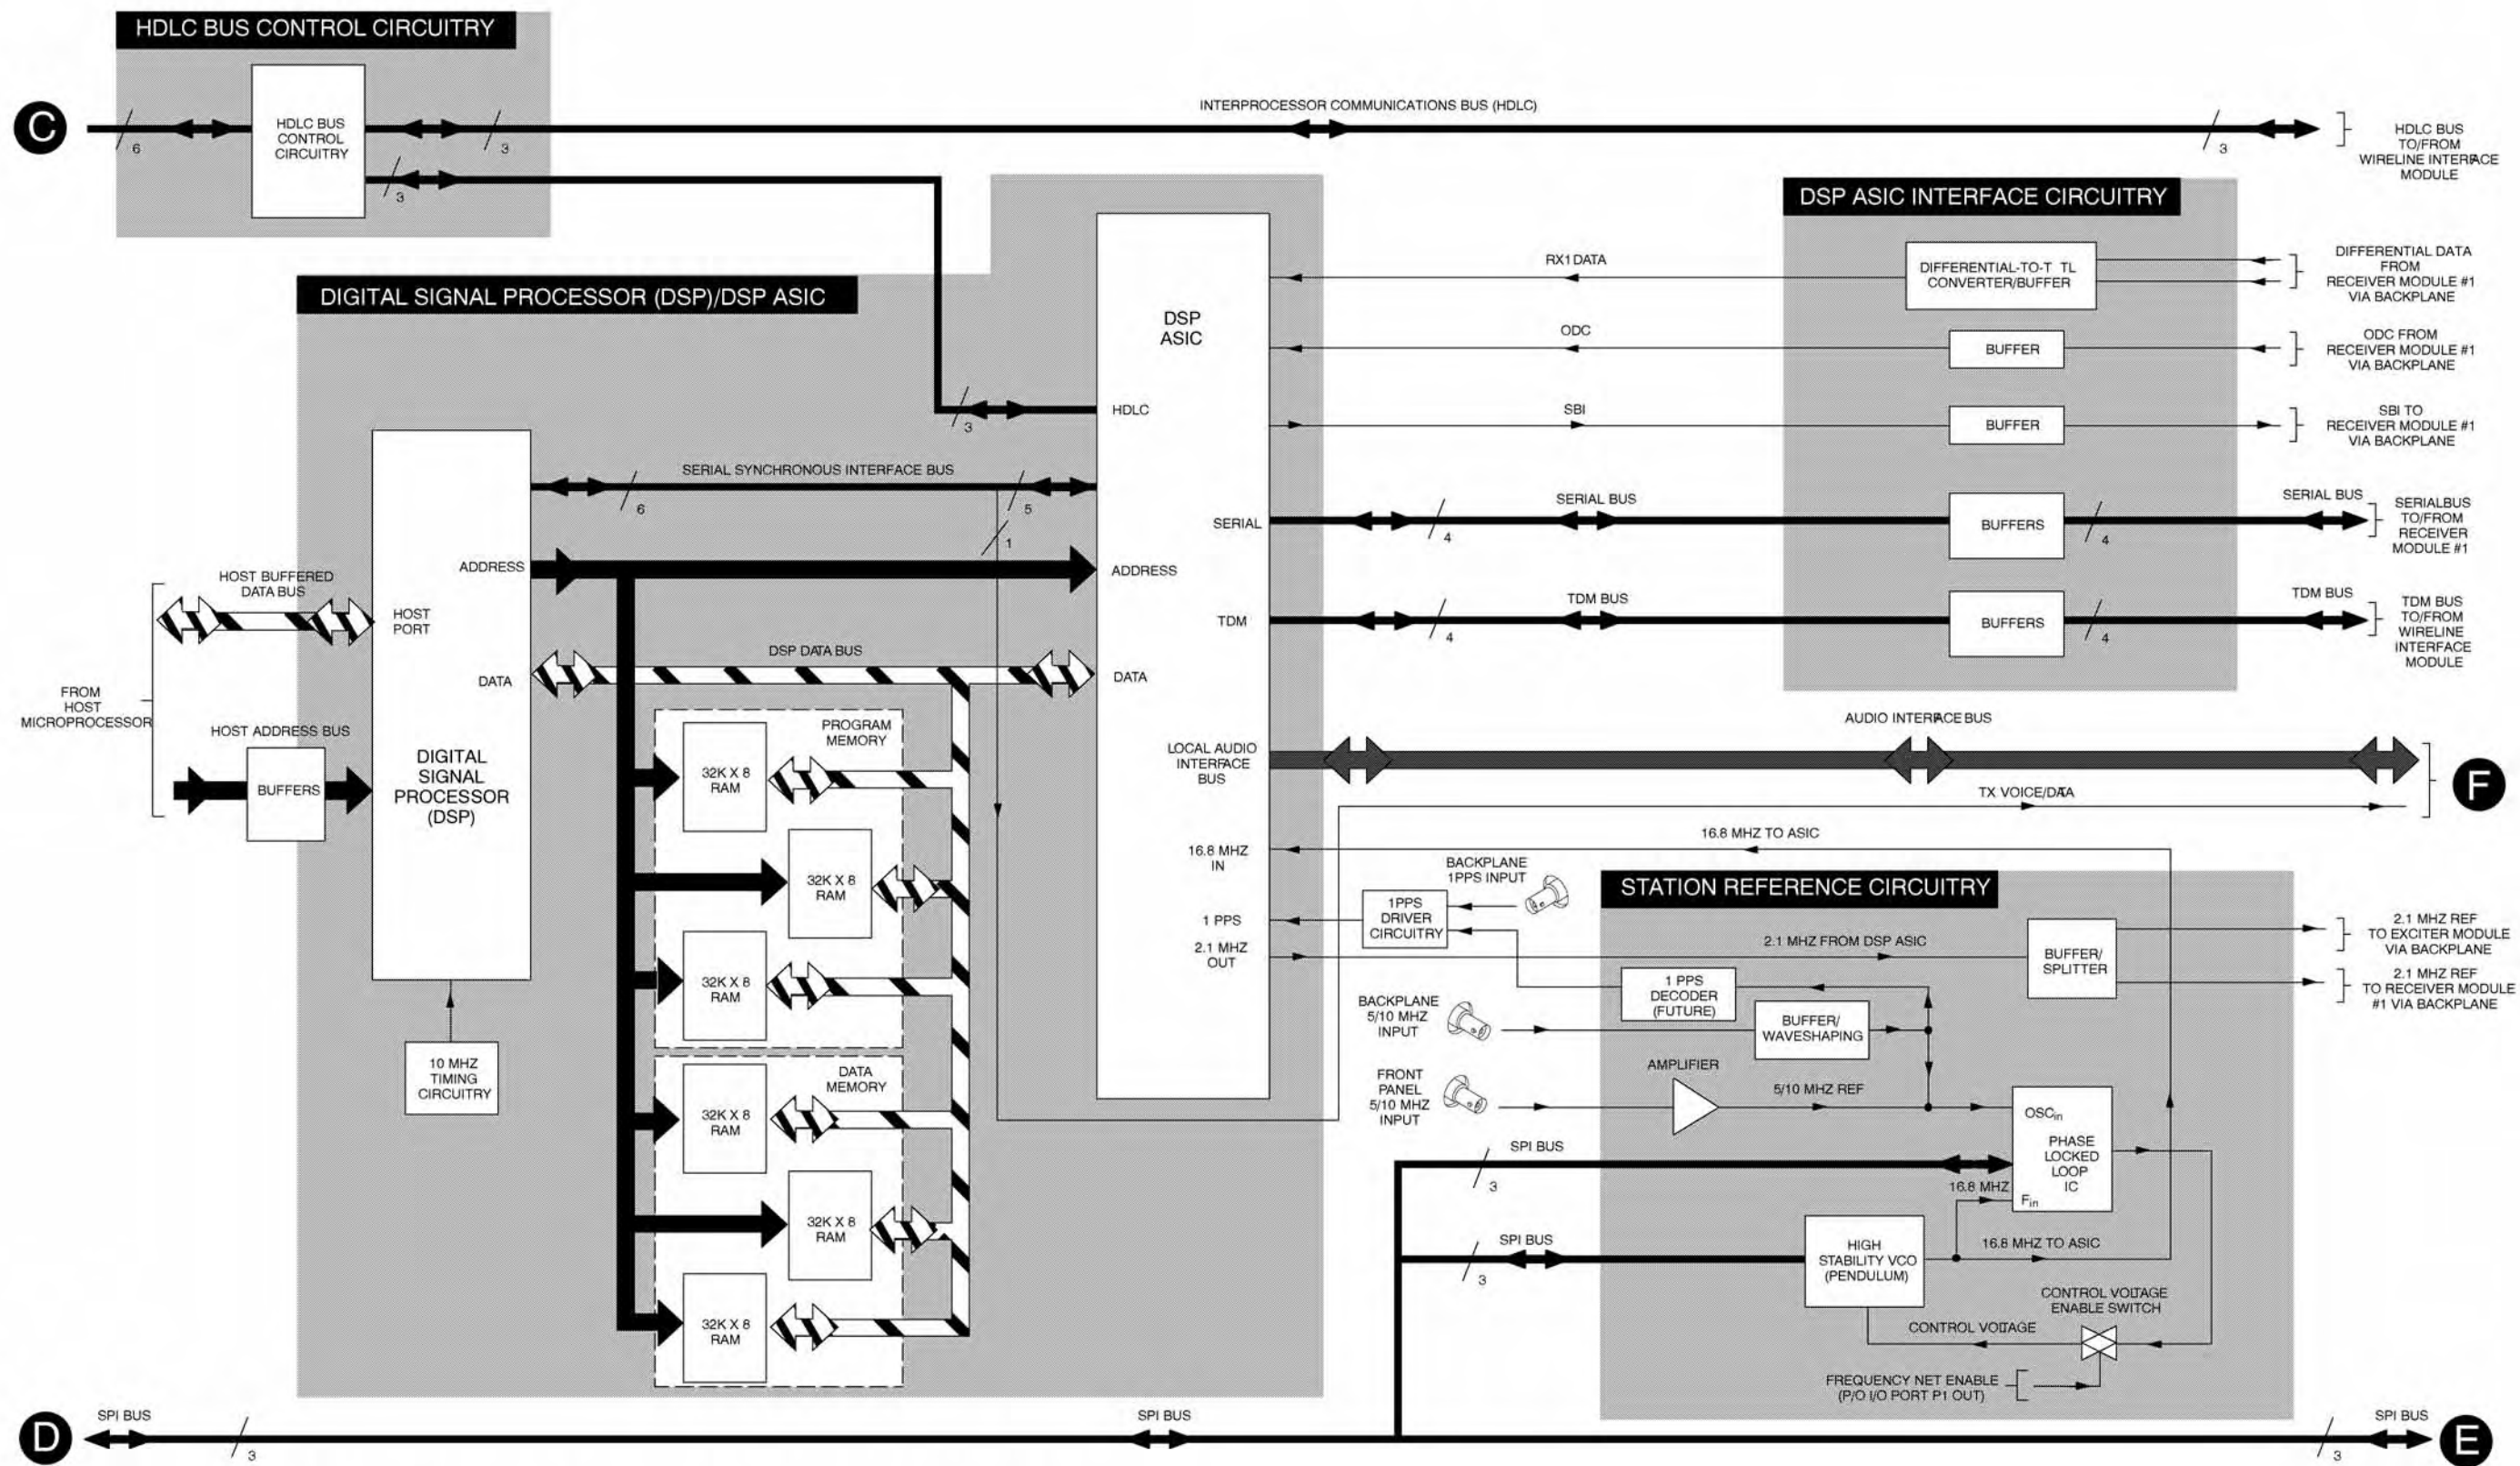 HDLC BUS CONTROL CIRCUITRY
C
6
HDLC BUS
CONTROL
CIRCUITRY
3
3
INTERPROCESSOR COMMUNICATIONS BUS (HDLC)
3
HDLC BUS
TO/FROM
WIRELINE INTERFACE
MODULE
DIGITAL SIGNAL PROCESSOR (DSP)/DSP ASIC
DSP
ASIC
HDLC
3
SERIAL SYNCHRONOUS INTERFACE BUS
6
5
1
ADDRESS
ADDRESS
HOST BUFFERED
DATA BUS
HOST
PORT
DSP DATA BUS
DATA
DATA
FROM
HOST
MICROPROCESSOR
HOST ADDRESS BUS
BUFFERS
DIGITAL
SIGNAL
PROCESSOR
(DSP)
10 MHZ
TIMING
CIRCUITRY
PROGRAM
MEMORY
32K X 8
RAM
32K X 8
RAM
32K X 8
RAM
DATA
MEMORY
32K X 8
RAM
32K X 8
RAM
32K X 8
RAM
SERIAL
TDM
LOCAL AUDIO
INTERFACE
BUS
16.8 MHZ
IN
1 PPS
2.1 MHZ
OUT
DSP ASIC INTERFACE CIRCUITRY
RX1 DATA
DIFFERENTIAL-TO-T TL
CONVERTER/BUFFER
DIFFERENTIAL DATA
FROM
RECEIVER MODULE #1
VIA BACKPLANE
ODC
BUFFER
ODC FROM
RECEIVER MODULE #1
VIA BACKPLANE
SBI
BUFFER
SBI TO
RECEIVER MODULE #1
VIA BACKPLANE
SERIAL BUS
4
BUFFERS
4
SERIAL BUS
SERIALBUS
TO/FROM
RECEIVER
MODULE #1
TDM BUS
4
BUFFERS
4
TDM BUS
TDM BUS
TO/FROM
WIRELINE
INTERFACE
MODULE
AUDIO INTERFACE BUS
TX VOICE/DATA
F
16.8 MHZ TO ASIC
BACKPLANE
1PPS INPUT
1PPS
DRIVER
CIRCUITRY
STATION REFERENCE CIRCUITRY
2.1 MHZ FROM DSP ASIC
BUFFER/
SPLITTER
2.1 MHZ REF
TO EXCITER MODULE
VIA BACKPLANE
2.1 MHZ REF
TO RECEIVER MODULE
#1 VIA BACKPLANE
1 PPS
DECODER
(FUTURE)
BACKPLANE
5/10 MHZ
INPUT
BUFFER/
WAVESHAPING
FRONT
PANEL
5/10 MHZ
INPUT
AMPLIFIER
5/10 MHZ REF
OSCin
PHASE
LOCKED
LOOP
IC
Fin
SPI BUS
3
16.8 MHZ
SPI BUS
3
HIGH
STABILITY VCO
(PENDULUM)
16.8 MHZ TO ASIC
CONTROL VOLTAGE
ENABLE SWITCH
CONTROL VOLTAGE
FREQUENCY NET ENABLE
(P/O I/O PORT P1 OUT)
D
SPI BUS
3
SPI BUS
SPI BUS
3
E